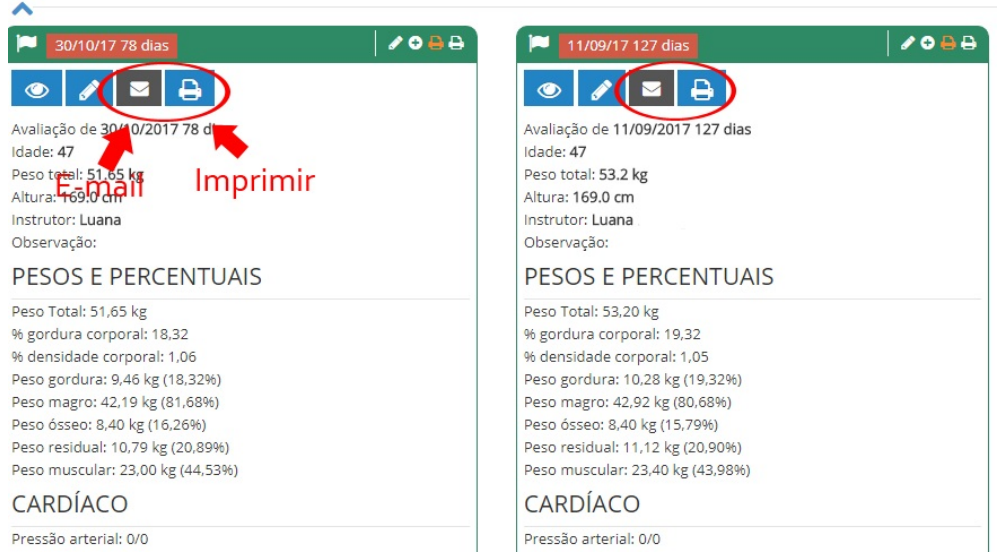 30/10/17 78 dias
Avaliação de 30/10/2017 78 d
Idade: 47
Peso total: 51.65 kg
E-mail
Imprimir
Altura: 169.0 cm
Instrutor: Luana
Observação:
PESOS E PERCENTUAIS
Peso Total: 51,65 kg
% gordura corporal: 18,32
% densidade corporal: 1,06
Peso gordura: 9,46 kg (18,32%)
Peso magro: 42,19 kg (81,68%)
Peso ósseo: 8,40 kg (16,26%)
Peso residual: 10,79 kg (20,89%)
Peso muscular: 23,00 kg (44,53%)
CARDÍACO
Pressão arterial: 0/0
11/09/17 127 dias
Avaliação de 11/09/2017 127 dias
Idade: 47
Peso total: 53.2 kg
Altura: 169.0 cm
Instrutor: Luana
Observação:
PESOS E PERCENTUAIS
Peso Total: 53,20 kg
% gordura corporal: 19,32
% densidade corporal: 1,05
Peso gordura: 10,28 kg (19,32%)
Peso magro: 42,92 kg (80,68%)
Peso ósseo: 8,40 kg (15,79%)
Peso residual: 11,12 kg (20,90%)
Peso muscular: 23,40 kg (43,98%)
CARDÍACO
Pressão arterial: 0/0